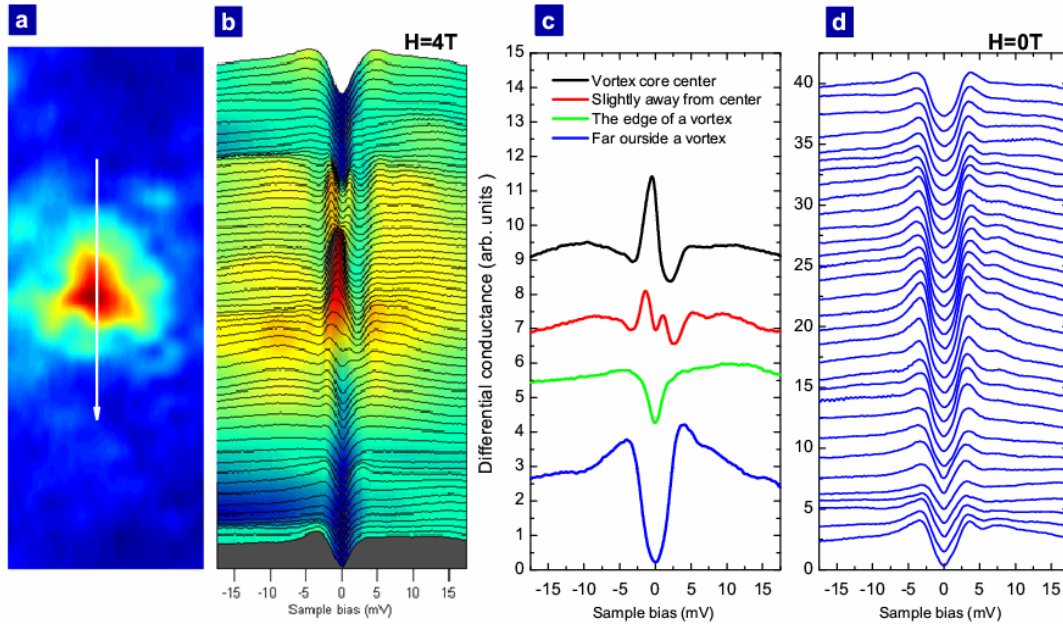 a
b
H=4T
-15 -10 -5 0 5 10 15
Sample bias (mV)
c
Differential conductance (arb. units)
15
14
13
12
11
10
9
8
7
6
5
4
3
2
1
0
Vortex core center
Slightly away from center
The edge of a vortex
Far ourside a vortex
-15 -10 -5 0 5 10 15
Sample bias (mV)
d
H=0T
40
35
30
25
20
15
10
5
0
-15 -10 -5 0 5 10 15
Sample bias (mV)